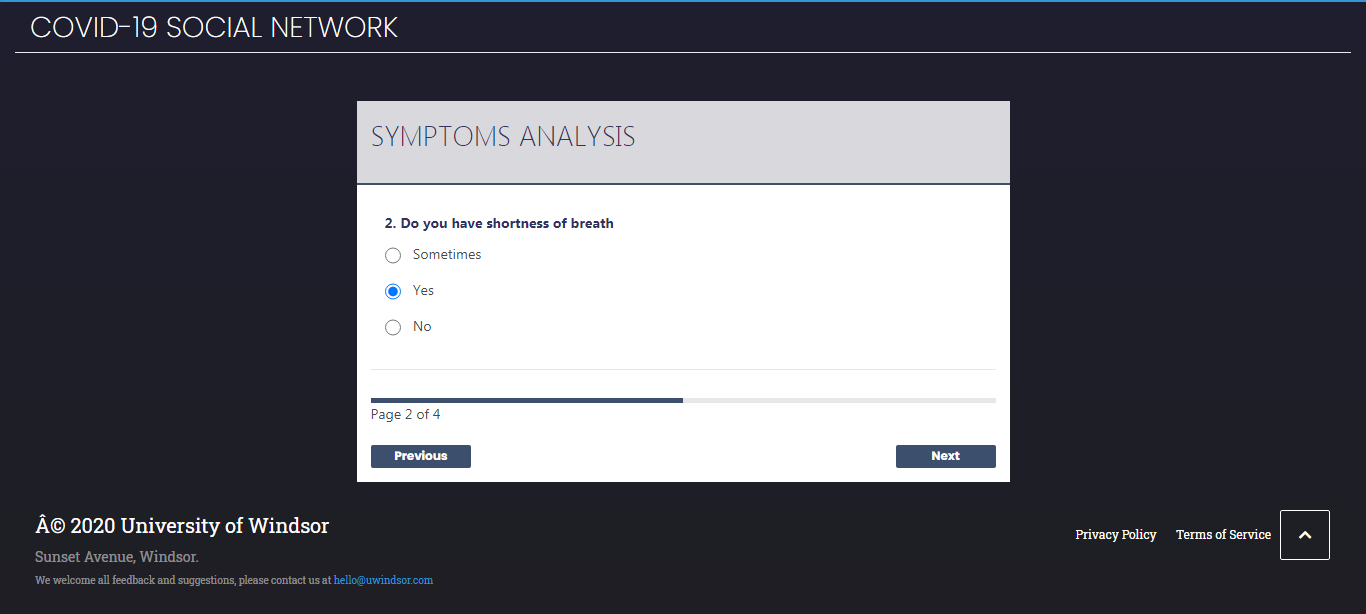 COVID-19 SOCIAL NETWORK
SYMPTOMS ANALYSIS
2. Do you have shortness of breath
Sometimes
Yes
No
Page 2 of 4
Previous
Next
Â© 2020 University of Windsor
Sunset Avenue, Windsor.
We welcome all feedback and suggestions, please contact us at hello@uwindsor.com
Privacy Policy
Terms of Service